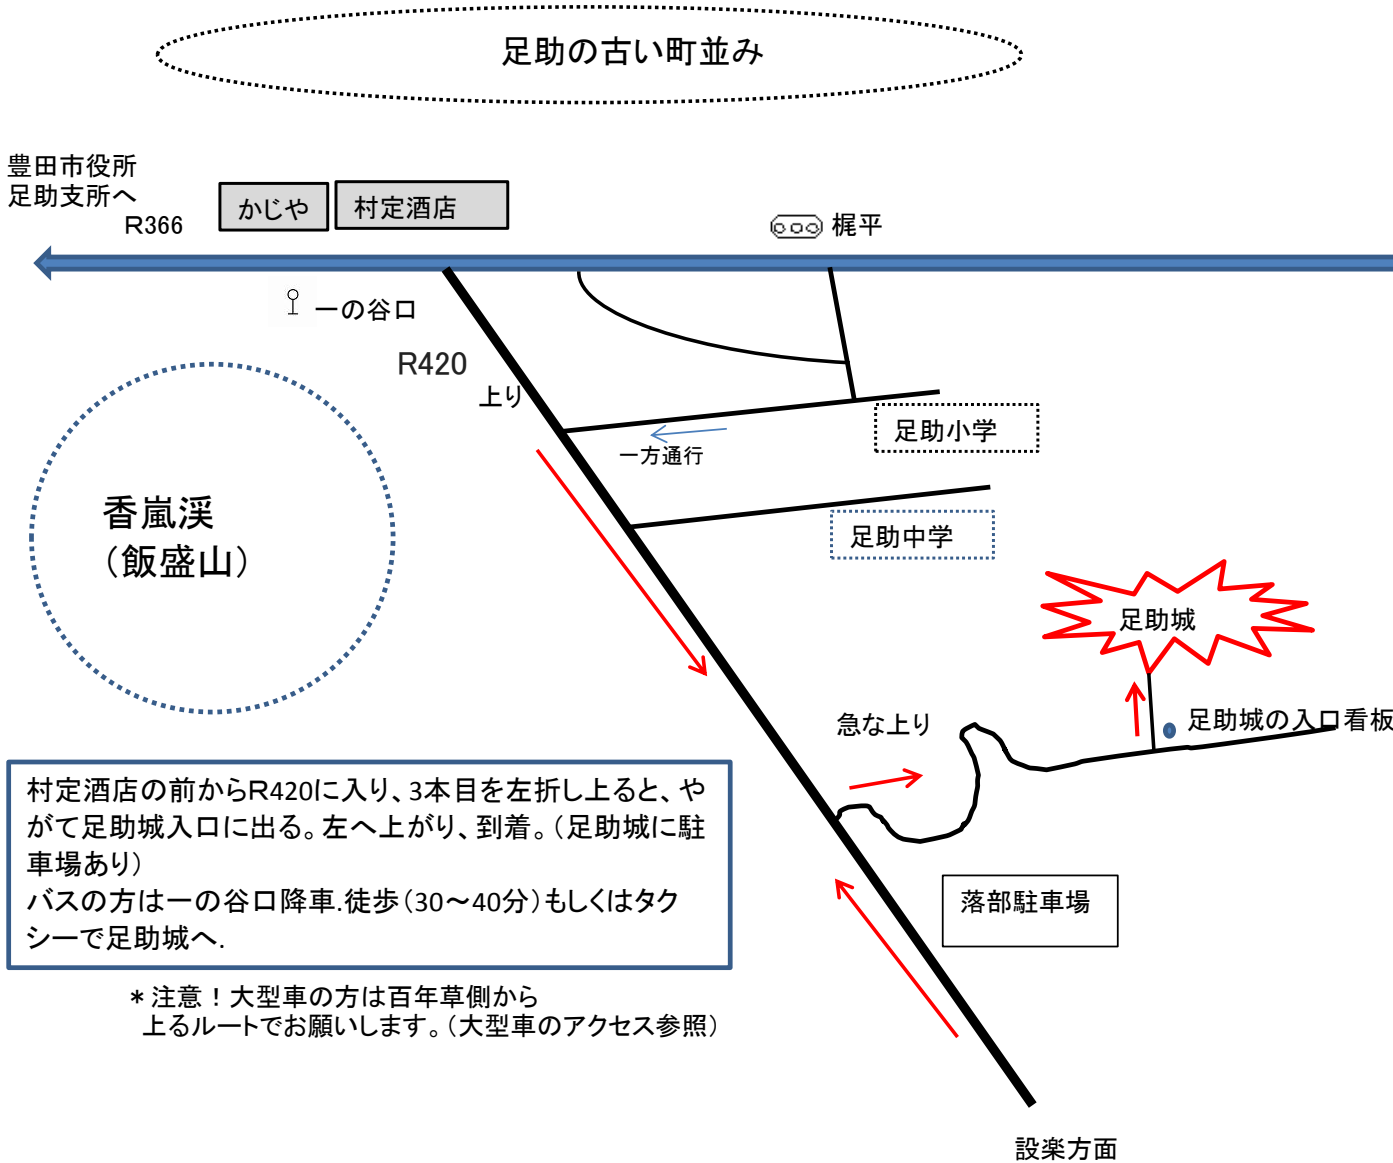 足助の古い町並み
豊田市役所
足助支所へ
R366
かじや
村定酒店
梶平
一の谷口
R420
上り
一方通行
足助小学
足助中学
香嵐渓
（飯盛山）
足助城
足助城の入口看板
急な上り
村定酒店の前からR420に入り、3本目を左折し上ると、や
がて足助城入口に出る。左へ上がり、到着。（足助城に駐
車場あり）
バスの方は一の谷口降車.徒歩（30～40分）もしくはタク
シーで足助城へ.
落部駐車場
＊注意！大型車の方は百年草側から
上るルートでお願いします。（大型車のアクセス参照）
設楽方面